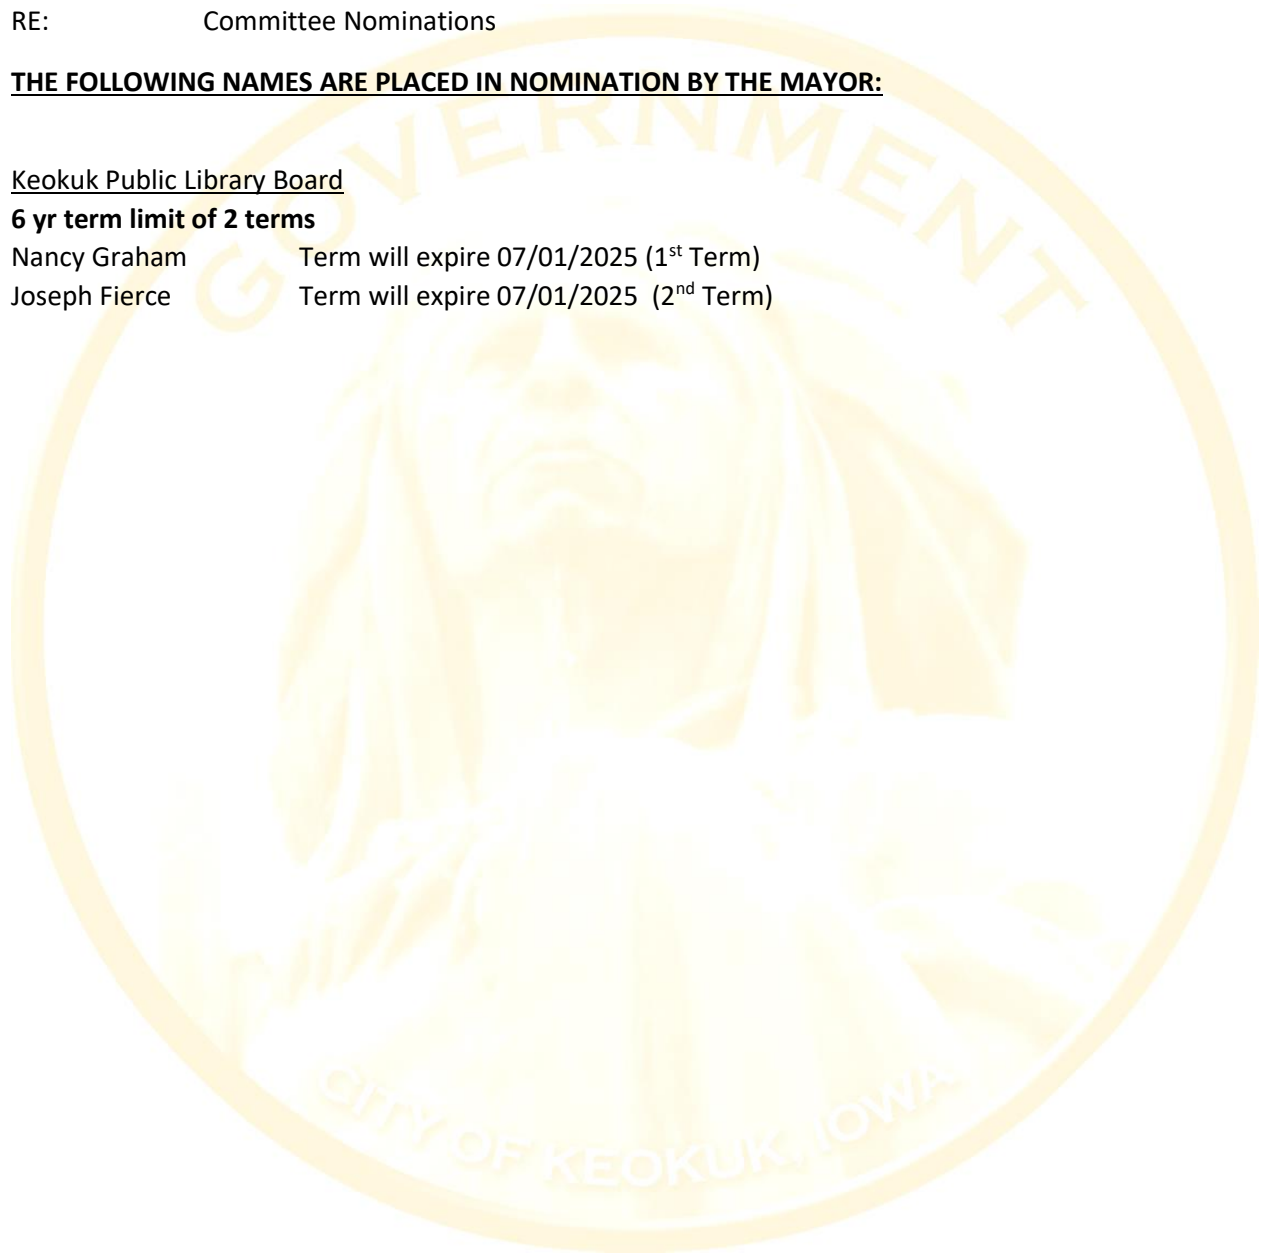 RE: Committee Nominations
THE FOLLOWING NAMES ARE PLACED IN NOMINATION BY THE MAYOR:
Keokuk Public Library Board
6 yr term limit of 2 terms
Nancy Graham Term will expire 07/01/2025 (1st Term)
Joseph Fierce Term will expire 07/01/2025 (2nd Term)
GOVERNMENT
CITY OF KEOKUK, IOWA